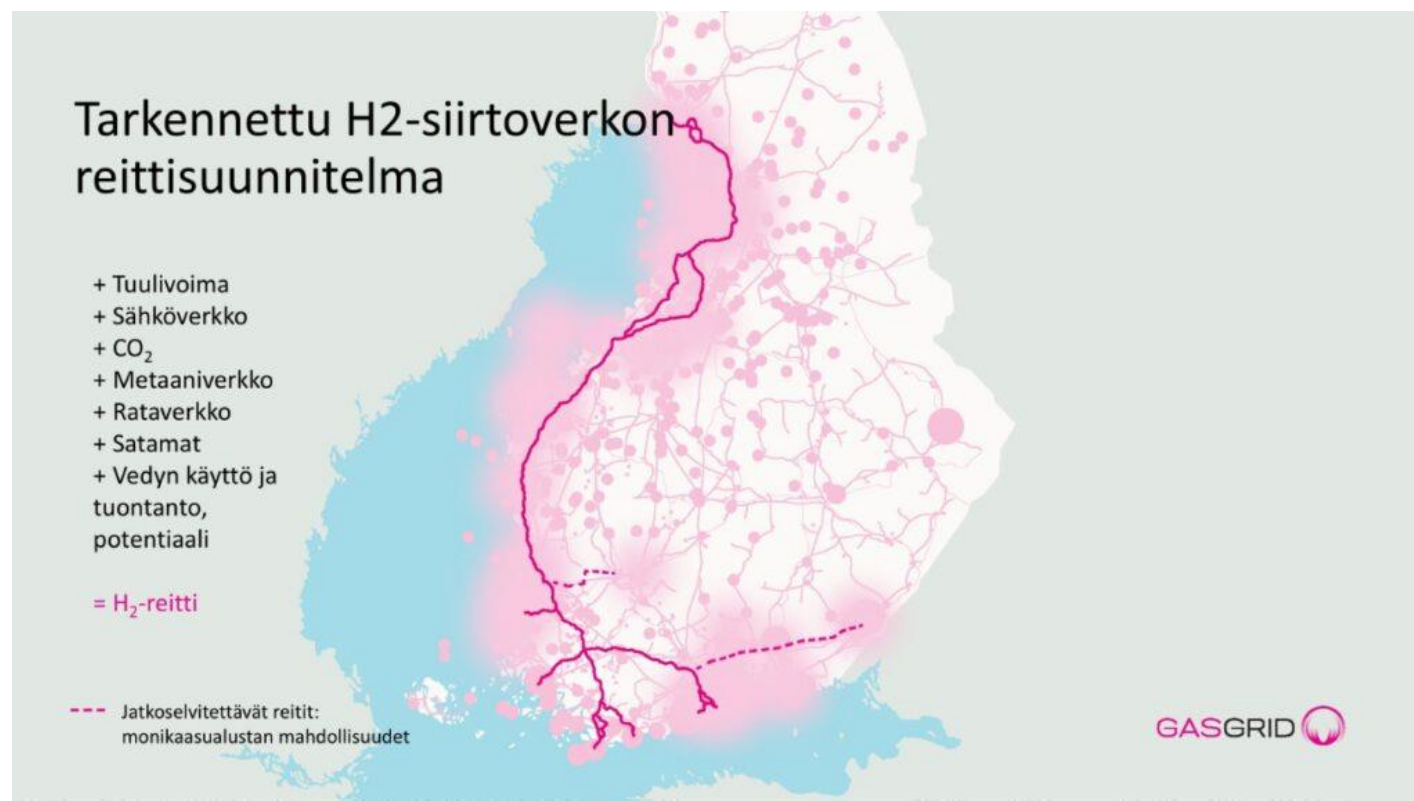 Tarkennettu H2-siirtoverkon
reittisuunnitelma
+ Tuulivoima
+ Sähköverkko
+ CO₂
+ Metaaniverkko
+ Rataverkko
+ Satamat
+ Vedyn käyttö ja
tuontanto,
potentiaali
= H₂-reitti
Jatkoselvitettävät reitit:
monikaasualustan mahdollisuudet
GASGRID